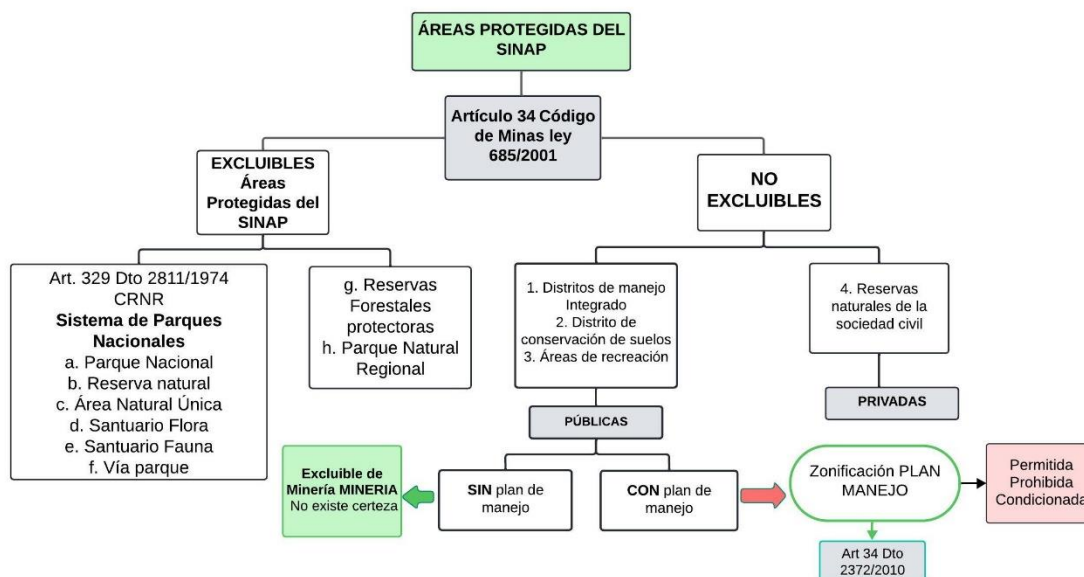 ÁREAS PROTEGIDAS DEL
SINAP
Artículo 34 Código
de Minas ley
685/2001
EXCLUIBLES
Áreas
Protegidas del
SINAP
NO
EXCLUIBLES
Art. 329 Dto 2811/1974
CRNR
Sistema de Parques
Nacionales
a. Parque Nacional
b. Reserva natural
c. Área Natural Única
d. Santuario Flora
e. Santuario Fauna
f. Vía parque
g. Reservas
Forestales
protectoras
h. Parque Natural
Regional
1. Distritos de manejo
Integrado
2. Distrito de
conservación de suelos
3. Áreas de recreación
4. Reservas
naturales de la
sociedad civil
PÚBLICAS
PRIVADAS
Excluible de
Minería MINERIA
No existe certeza
SIN plan de
manejo
CON plan de
manejo
Zonificación PLAN
MANEJO
Permitida
Prohibida
Condicionada
Art 34 Dto
2372/2010